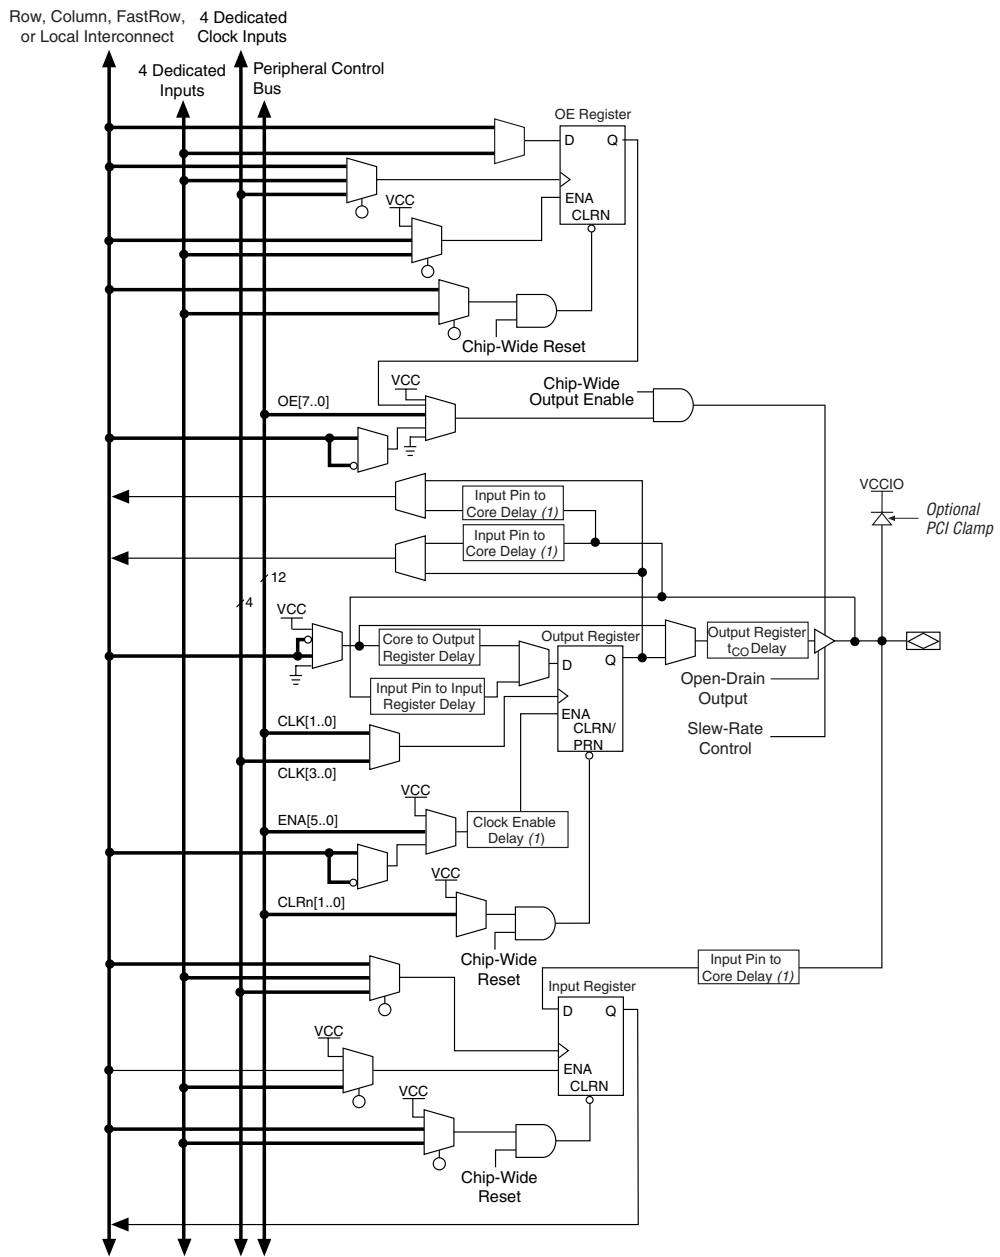 Row, Column, FastRow,
or Local Interconnect
4 Dedicated
Clock Inputs
4 Dedicated
Inputs
Peripheral Control
Bus
OE Register
D
Q
ENA
CLRN
VCC
Chip-Wide Reset
VCC
OE[7..0]
Chip-Wide
Output Enable
VCCIO
Optional
PCI Clamp
Input Pin to
Core Delay (1)
Input Pin to
Core Delay (1)
12
4
VCC
Core to Output
Register Delay
Output Register
D
Q
ENA
CLRN/
PRN
Output Register
tCO Delay
Input Pin to Input
Register Delay
Open-Drain
Output
Slew-Rate
Control
CLK[1..0]
CLK[3..0]
VCC
ENA[5..0]
Clock Enable
Delay (1)
VCC
CLRn[1..0]
Chip-Wide
Reset
Input Pin to
Core Delay (1)
Input Register
D
Q
ENA
CLRN
VCC
VCC
Chip-Wide
Reset